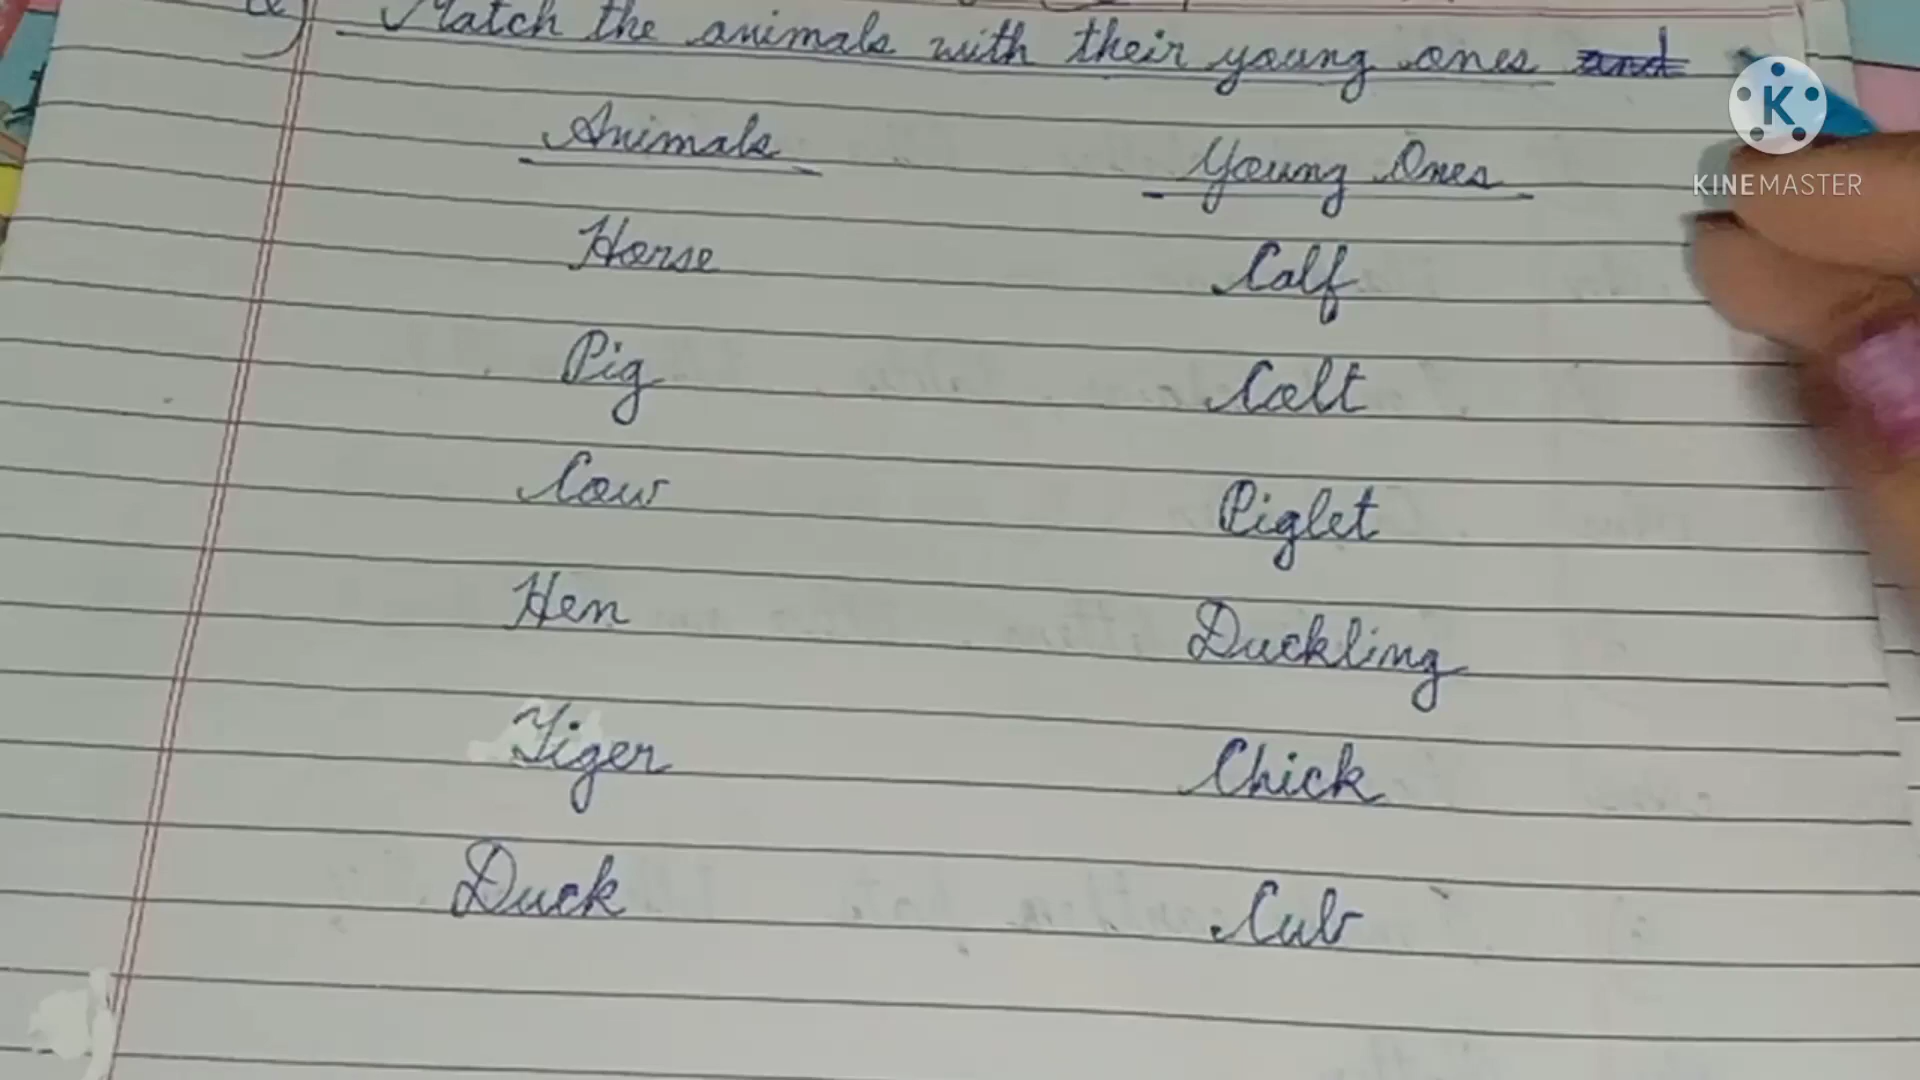 Match the animals with their young ones and
Animals Young Ones
Horse Calf
Pig Colt
Cow Piglet
Hen Duckling
Tiger Chick
Duck Cub
K
KINEMASTER